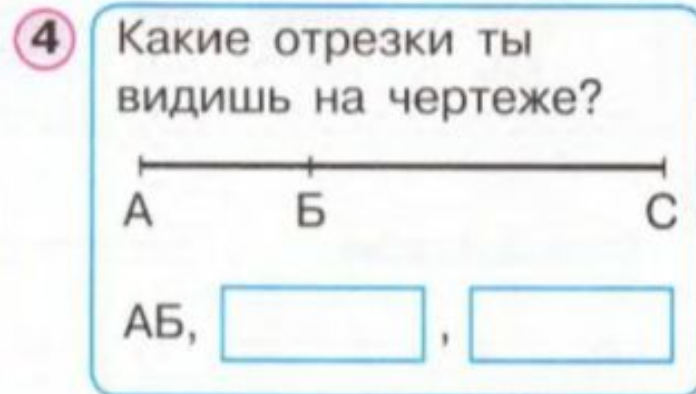 4 Какие отрезки ты
видишь на чертеже?
А Б С
АБ, ,